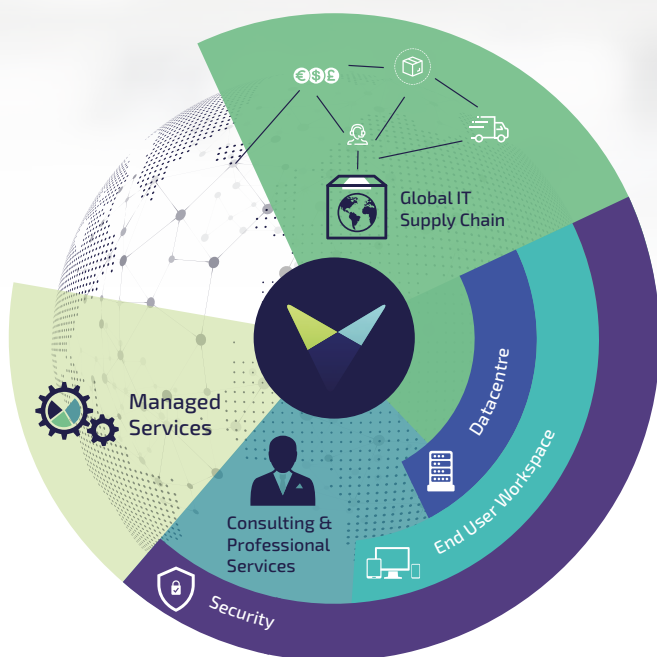 € $ £
Global IT
Supply Chain
Datacentre
End User Workspace
Managed
Services
Consulting &
Professional
Services
Security